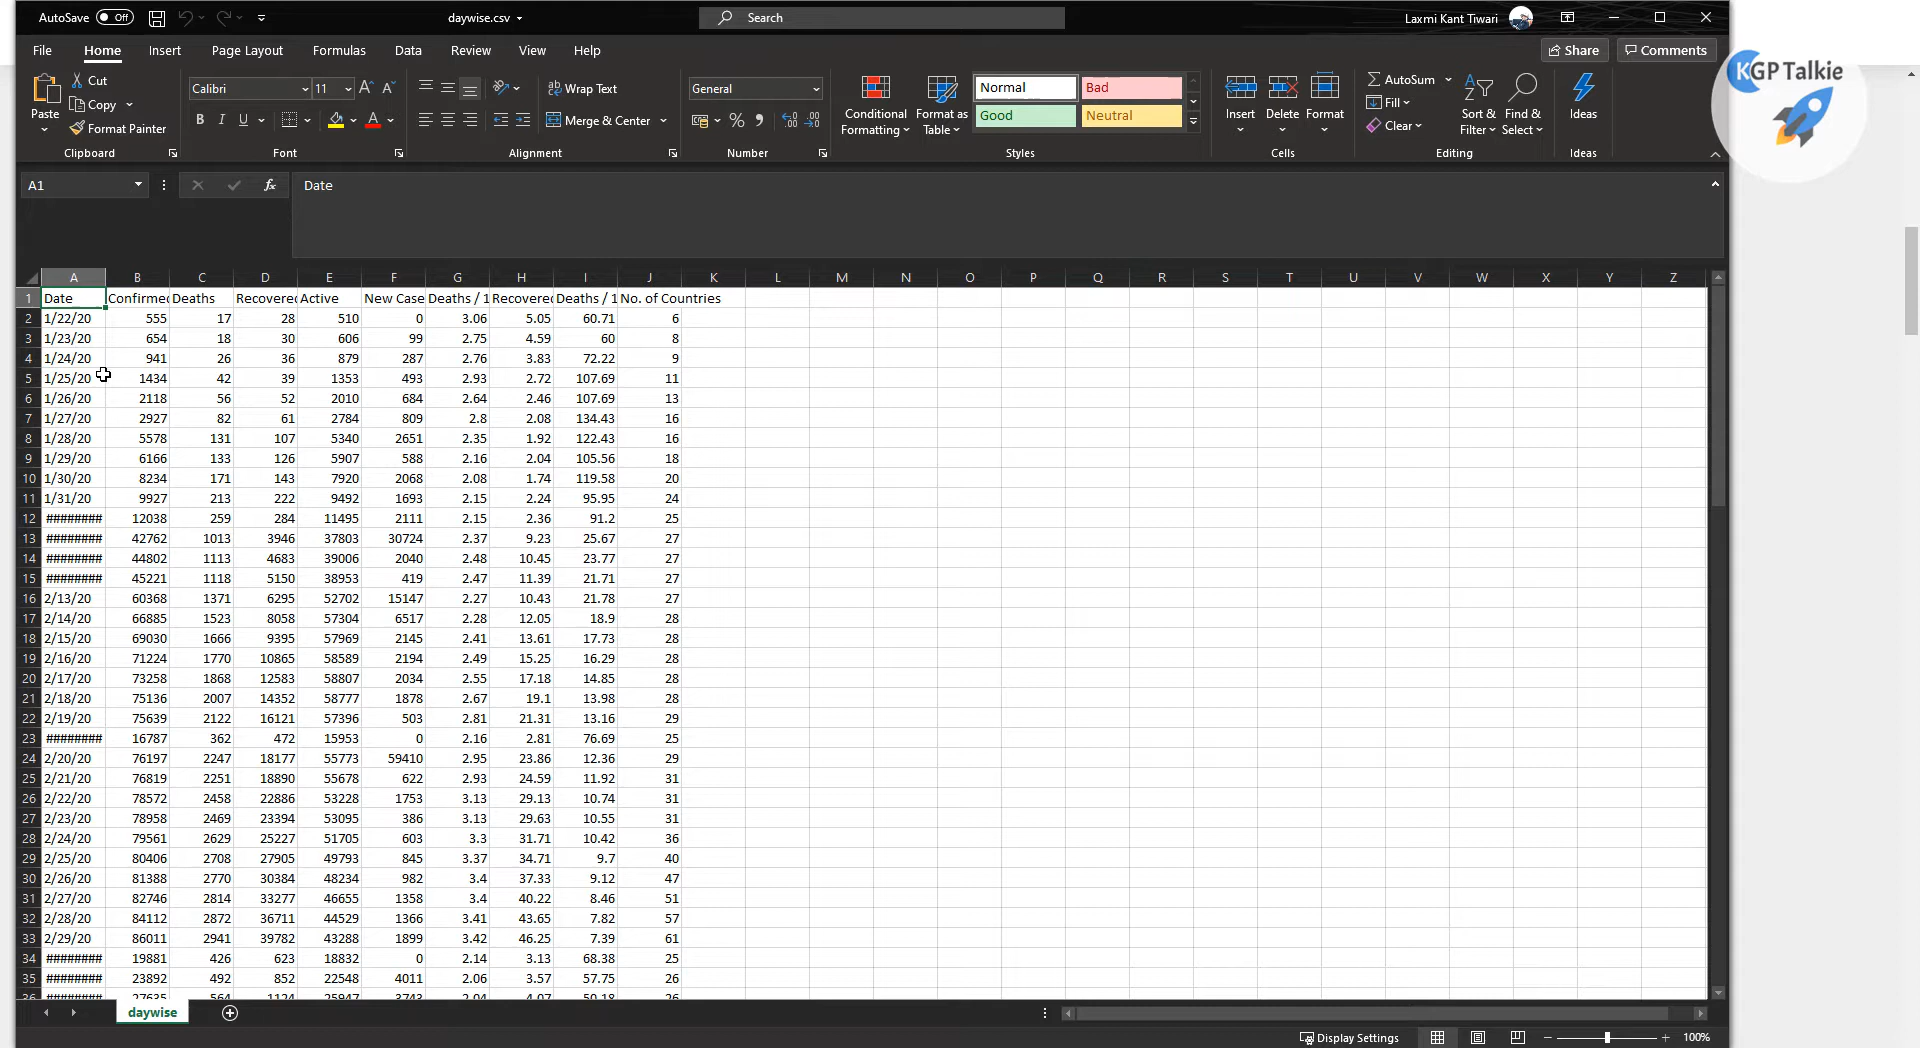 AutoSave Off daywise.csv Search Laxmi Kant Tiwari
File Home Insert Page Layout Formulas Data Review View Help Share Comments
Paste Cut Copy Format Painter Clipboard
Calibri 11 A A B I U A Font
ab Wrap Text Merge & Center Alignment
General % 9 Number
Conditional Formatting Format as Table Normal Bad Good Neutral Styles
Insert Delete Format Cells
AutoSum Fill Clear Sort & Filter Find & Select Editing
Ideas Ideas
KGP Talkie
A1 fx Date
A B C D E F G H I J K L M N O P Q R S T U V W X Y Z
1 Date Confirmed Deaths Recovered Active New Case Deaths / 1 Recovered Deaths / 1 No. of Countries
2 1/22/20 555 17 28 510 0 3.06 5.05 60.71 6
3 1/23/20 654 18 30 606 99 2.75 4.59 60 8
4 1/24/20 941 26 36 879 287 2.76 3.83 72.22 9
5 1/25/20 1434 42 39 1353 493 2.93 2.72 107.69 11
6 1/26/20 2118 56 52 2010 684 2.64 2.46 107.69 13
7 1/27/20 2927 82 61 2784 809 2.8 2.08 134.43 16
8 1/28/20 5578 131 107 5340 2651 2.35 1.92 122.43 16
9 1/29/20 6166 133 126 5907 588 2.16 2.04 105.56 18
10 1/30/20 8234 171 143 7920 2068 2.08 1.74 119.58 20
11 1/31/20 9927 213 222 9492 1693 2.15 2.24 95.95 24
12 ######## 12038 259 284 11495 2111 2.15 2.36 91.2 25
13 ######## 42762 1013 3946 37803 30724 2.37 9.23 25.67 27
14 ######## 44802 1113 4683 39006 2040 2.48 10.45 23.77 27
15 ######## 45221 1118 5150 38953 419 2.47 11.39 21.71 27
16 2/13/20 60368 1371 6295 52702 15147 2.27 10.43 21.78 27
17 2/14/20 66885 1523 8058 57304 6517 2.28 12.05 18.9 28
18 2/15/20 69030 1666 9395 57969 2145 2.41 13.61 17.73 28
19 2/16/20 71224 1770 10865 58589 2194 2.49 15.25 16.29 28
20 2/17/20 73258 1868 12583 58807 2034 2.55 17.18 14.85 28
21 2/18/20 75136 2007 14352 58777 1878 2.67 19.1 13.98 28
22 2/19/20 75639 2122 16121 57396 503 2.81 21.31 13.16 29
23 ######## 16787 362 472 15953 0 2.16 2.81 76.69 25
24 2/20/20 76197 2247 18177 55773 59410 2.95 23.86 12.36 29
25 2/21/20 76819 2251 18890 55678 622 2.93 24.59 11.92 31
26 2/22/20 78572 2458 22886 53228 1753 3.13 29.13 10.74 31
27 2/23/20 78958 2469 23394 53095 386 3.13 29.63 10.55 31
28 2/24/20 79561 2629 25227 51705 603 3.3 31.71 10.42 36
29 2/25/20 80406 2708 27905 49793 845 3.37 34.71 9.7 40
30 2/26/20 81388 2770 30384 48234 982 3.4 37.33 9.12 47
31 2/27/20 82746 2814 33277 46655 1358 3.4 40.22 8.46 51
32 2/28/20 84112 2872 36711 44529 1366 3.41 43.65 7.82 57
33 2/29/20 86011 2941 39782 43288 1899 3.42 46.25 7.39 61
34 ######## 19881 426 623 18832 0 2.14 3.13 68.38 25
35 ######## 23892 492 852 22548 4011 2.06 3.57 57.75 26
36 ######## 27635 564 1124 25947 3743 2.04 4.07 50.18 26
daywise
Display Settings 100%